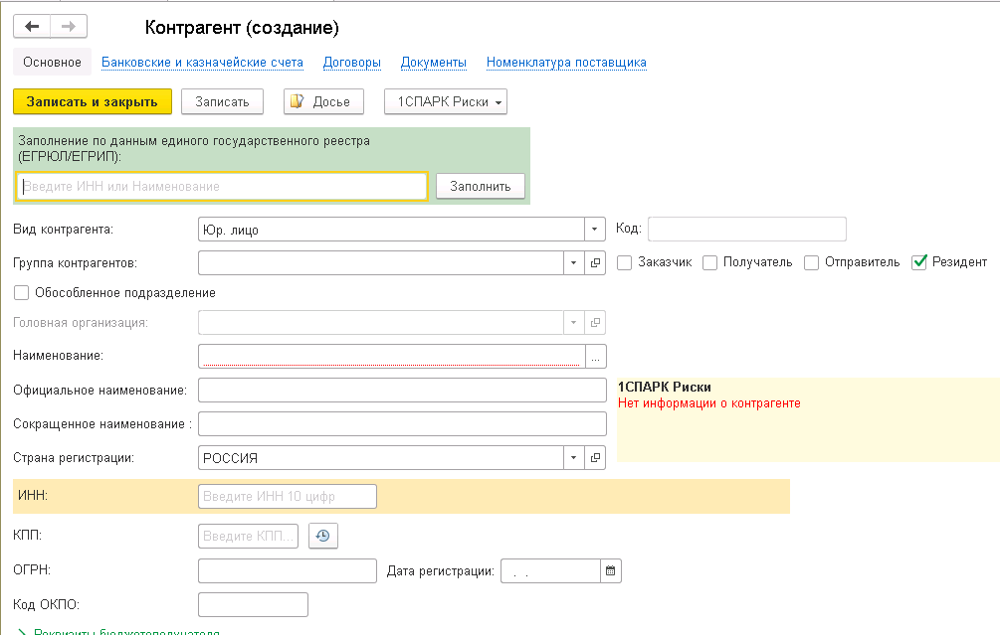 Контрагент (создание)
Основное Банковские и казначейские счета Договоры Документы Номенклатура поставщика
Записать и закрыть Записать Досье 1СПАРК Риски
Заполнение по данным единого государственного реестра
(ЕГРЮЛ/ЕГРИП):
Введите ИНН или Наименование Заполнить
Вид контрагента: Юр. лицо Код:
Группа контрагентов: Заказчик Получатель Отправитель Резидент
Обособленное подразделение
Головная организация:
Наименование: ...
Официальное наименование: 1СПАРК Риски
Нет информации о контрагенте
Сокращенное наименование :
Страна регистрации: РОССИЯ
ИНН: Введите ИНН 10 цифр
КПП: Введите КПП...
ОГРН: Дата регистрации: . .
Код ОКПО:
Реквизиты бюджетополучателя